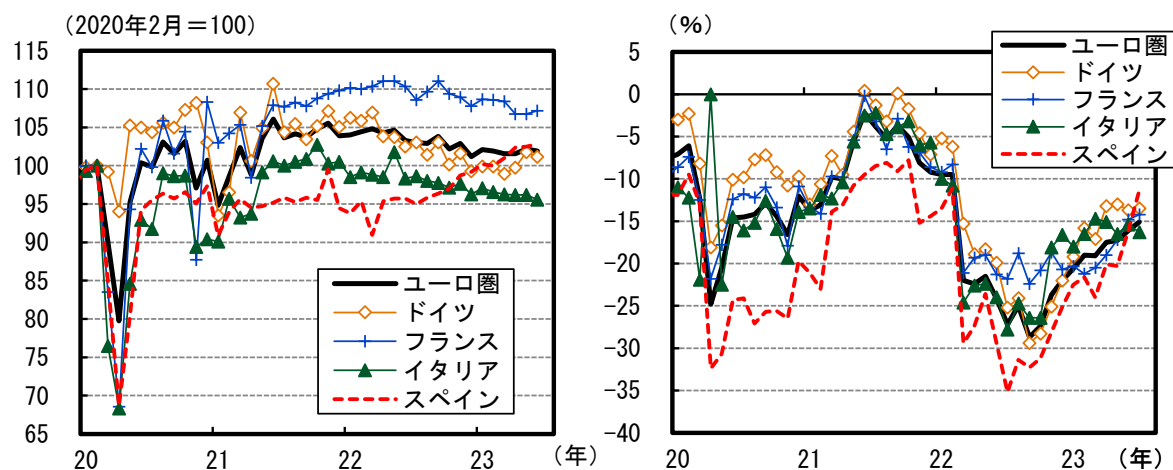 (2020年2月＝100)
115
110
105
100
95
90
85
80
75
70
65
20
21
22
23
(年)
ユーロ圏
ドイツ
フランス
イタリア
スペイン
(％)
5
0
-5
-10
-15
-20
-25
-30
-35
-40
20
21
22
23
(年)
ユーロ圏
ドイツ
フランス
イタリア
スペイン